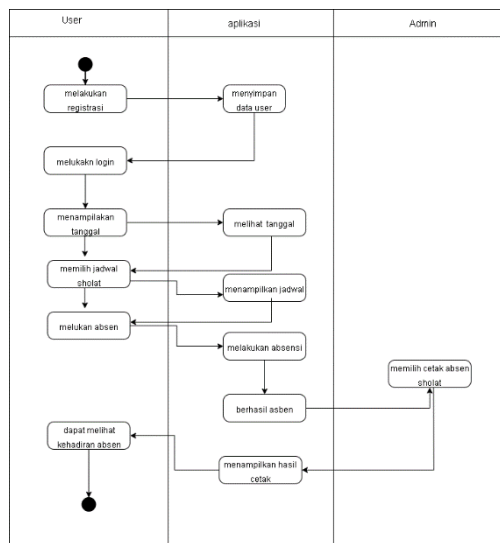 User
aplikasi
Admin
melakukan
registrasi
menyimpan
data user
melukakn login
menampilakan
tanggal
melihat tanggal
memilih jadwal
sholat
menampilkan jadwal
melukan absen
melakukan absensi
memilih cetak absen
sholat
berhasil asben
dapat melihat
kehadiran absen
menampilkan hasil
cetak